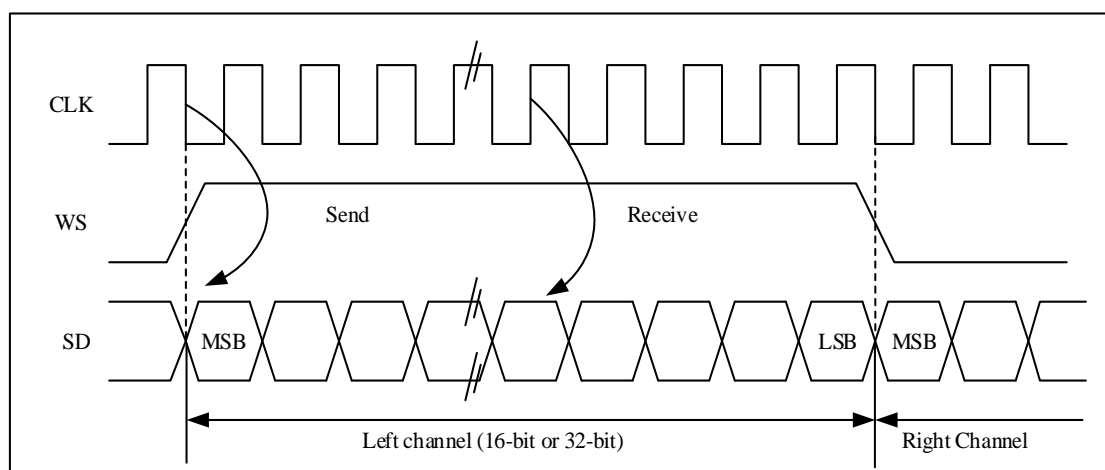 CLK
WS
Send
Receive
SD
MSB
LSB
MSB
Left channel (16-bit or 32-bit)
Right Channel